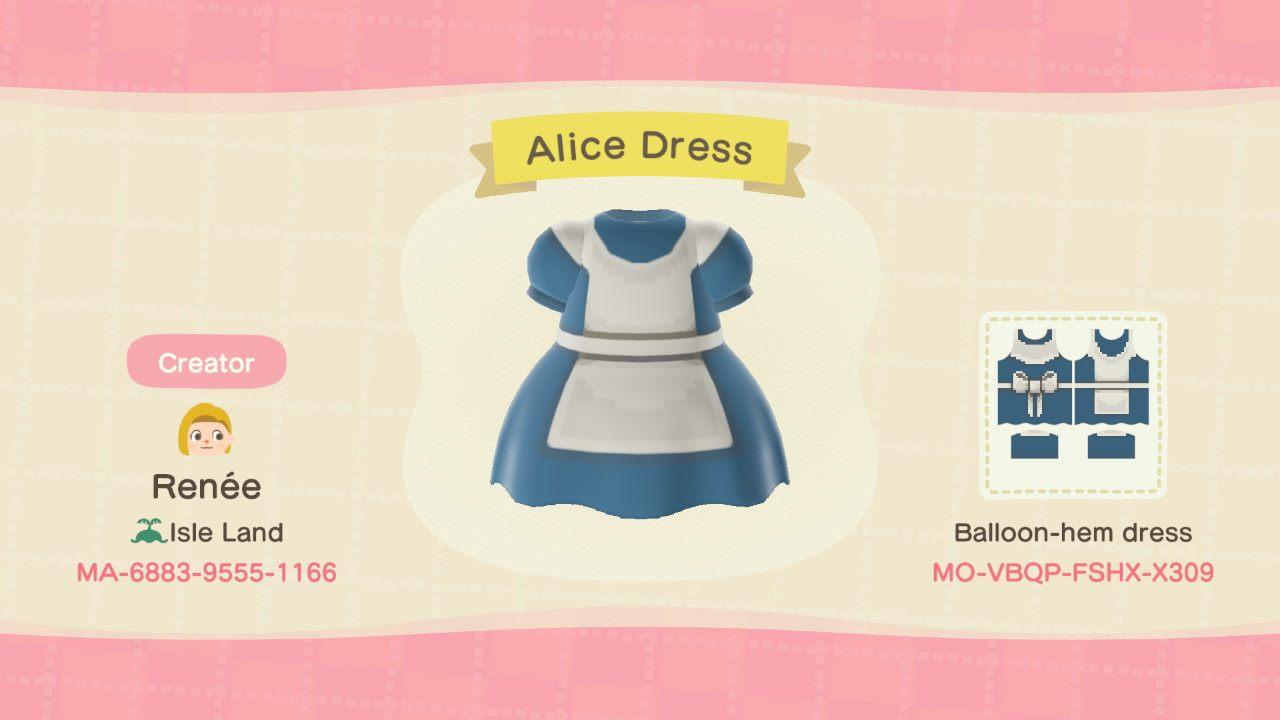 Alice Dress
Creator
Renée
Isle Land
MA-6883-9555-1166
Balloon-hem dress
MO-VBQP-FSHX-X309